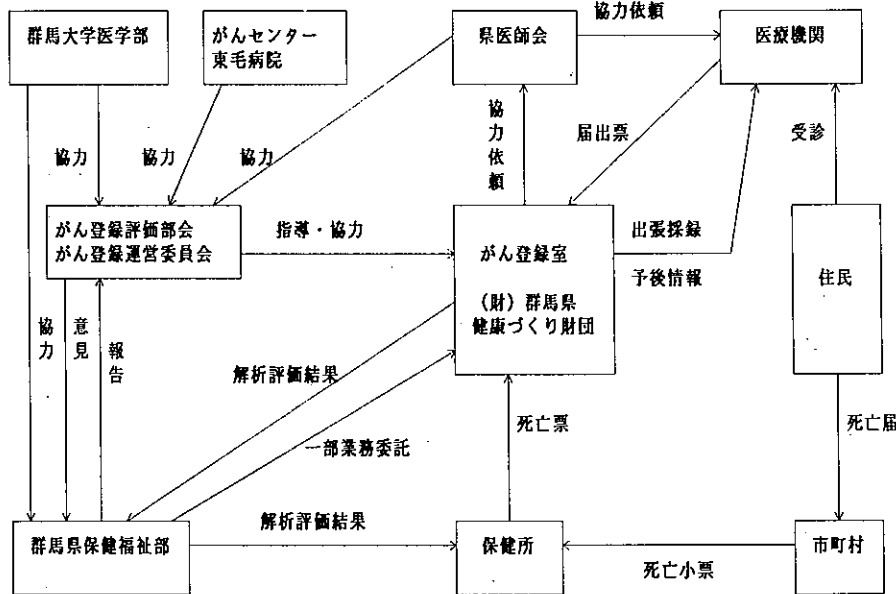 群馬大学医学部
がんセンター
東毛病院
県医師会
協力依頼
医療機関
協力
協力
協力
協力依頼
届出票
受診
がん登録評価部会
がん登録運営委員会
指導・協力
がん登録室
(財)群馬県
健康づくり財団
出張採録
予後情報
住民
協力
意見
報告
解析評価結果
一部業務委託
死亡票
死亡届
群馬県保健福祉部
解析評価結果
保健所
死亡小票
市町村